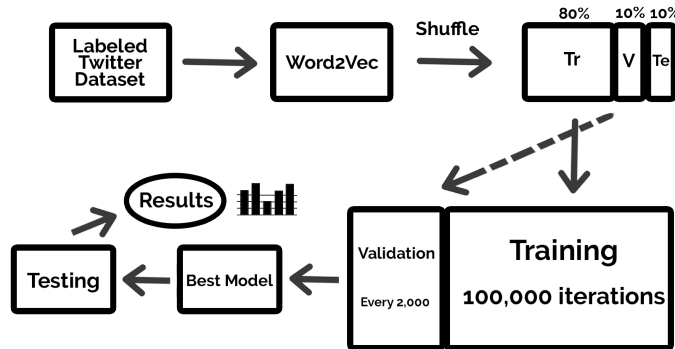 80% 10% 10%
Labeled
Twitter
Dataset
Word2Vec
Shuffle
Tr V Te
Results
Validation
Every 2,000
Training
100,000 iterations
Testing
Best Model